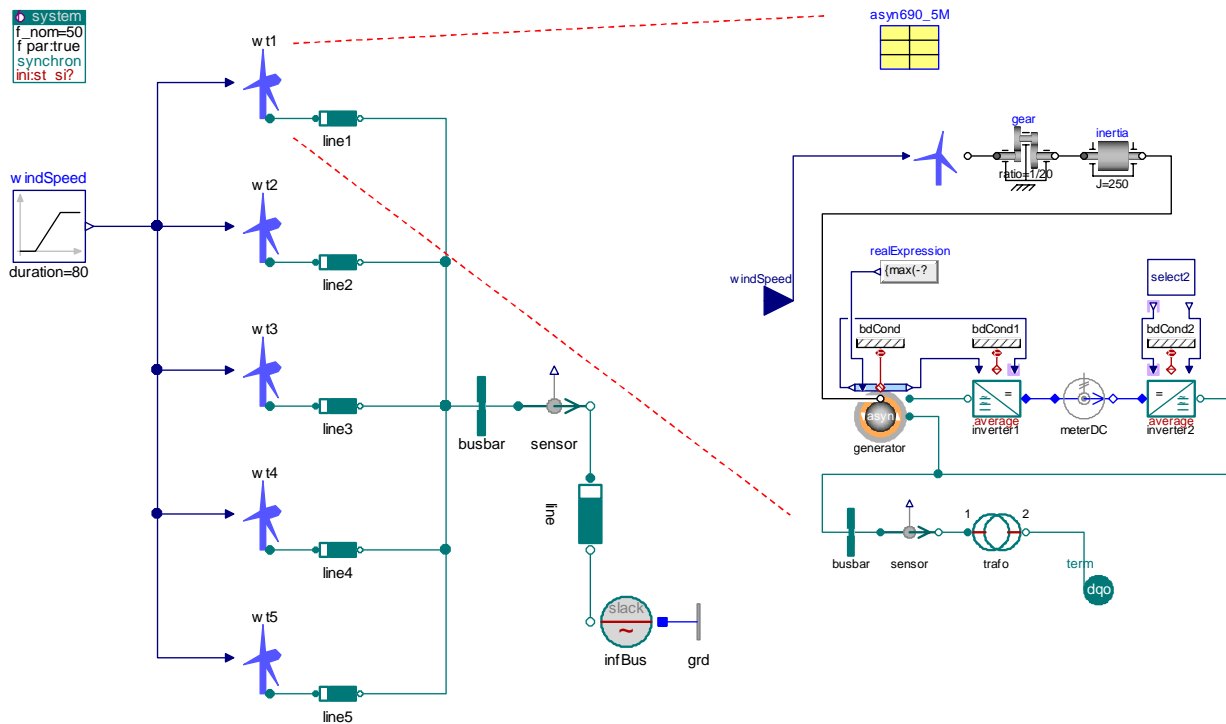 system
f_nom=50
f par:true
synchron
ini:st si?
wt1
line1
windSpeed
duration=80
wt2
line2
wt3
line3
busbar
sensor
line
wt4
line4
slack
~
infBus
grd
wt5
line5
asyn690_5M
gear
ratio=1/20
inertia
J=250
windSpeed
realExpression
{max(-?
select2
bdCond
bdCond1
bdCond2
asyn
generator
=
average
inverter1
meterDC
=
average
inverter2
busbar
sensor
1
2
trafo
term
dqo